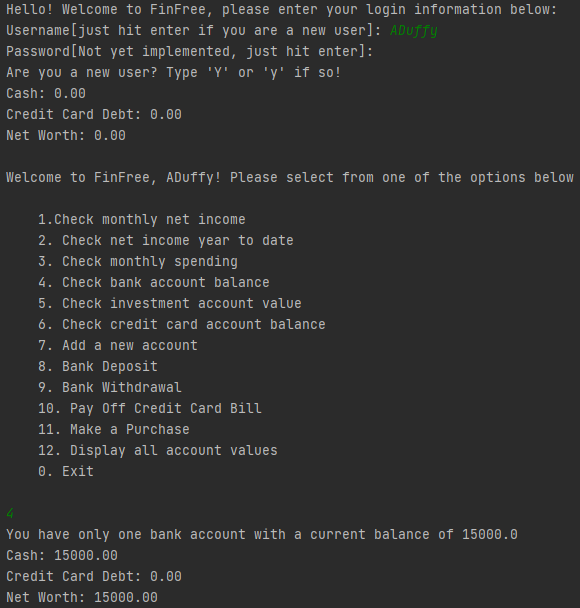 Hello! Welcome to FinFree, please enter your login information below:
Username[just hit enter if you are a new user]: ADuffy
Password[Not yet implemented, just hit enter]:
Are you a new user? Type 'Y' or 'y' if so!
Cash: 0.00
Credit Card Debt: 0.00
Net Worth: 0.00
Welcome to FinFree, ADuffy! Please select from one of the options below
1.Check monthly net income
2. Check net income year to date
3. Check monthly spending
4. Check bank account balance
5. Check investment account value
6. Check credit card account balance
7. Add a new account
8. Bank Deposit
9. Bank Withdrawal
10. Pay Off Credit Card Bill
11. Make a Purchase
12. Display all account values
0. Exit
4
You have only one bank account with a current balance of 15000.0
Cash: 15000.00
Credit Card Debt: 0.00
Net Worth: 15000.00